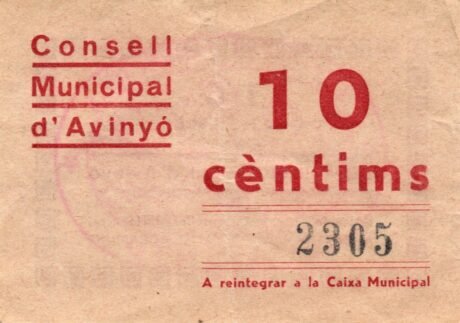 Consell
Municipal
d'Avinyó
10
cèntims
2305
A reintegrar a la Caixa Municipal